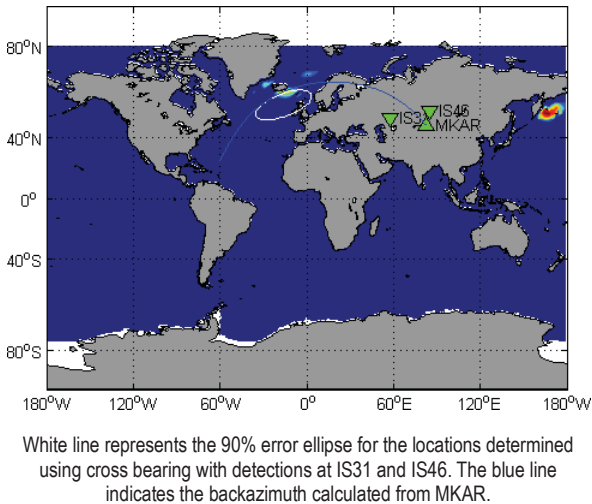 80°N
40°N
0°
40°S
80°S
IS46
IS3
MKAR
180°W 120°W 60°W 0° 60°E 120°E 180°W
White line represents the 90% error ellipse for the locations determined
using cross bearing with detections at IS31 and IS46. The blue line
indicates the backazimuth calculated from MKAR.